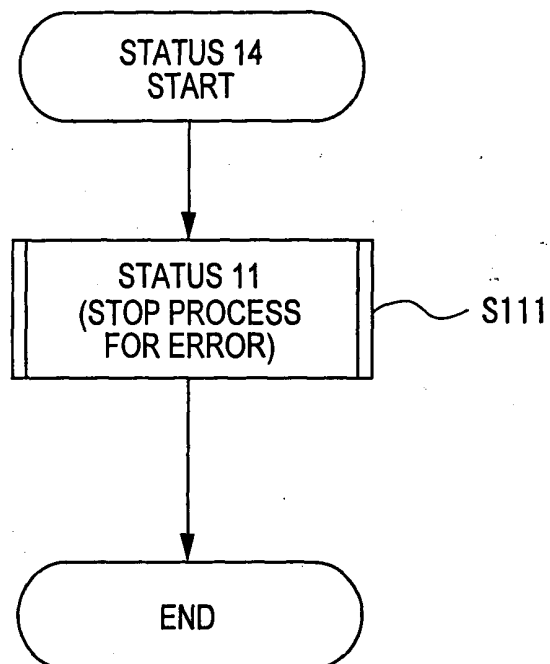 STATUS 14
START
STATUS 11
(STOP PROCESS
FOR ERROR)
S111
END